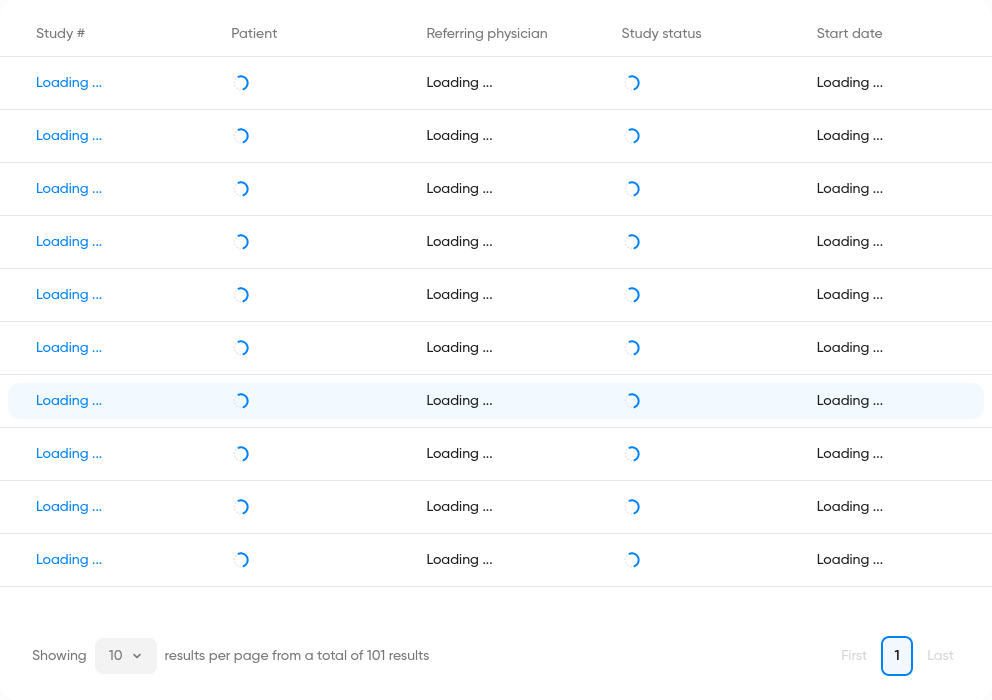 Study # Patient Referring physician Study status Start date
Loading ... Loading ... Loading ...
Loading ... Loading ... Loading ...
Loading ... Loading ... Loading ...
Loading ... Loading ... Loading ...
Loading ... Loading ... Loading ...
Loading ... Loading ... Loading ...
Loading ... Loading ... Loading ...
Loading ... Loading ... Loading ...
Loading ... Loading ... Loading ...
Loading ... Loading ... Loading ...
Showing 10 results per page from a total of 101 results First 1 Last